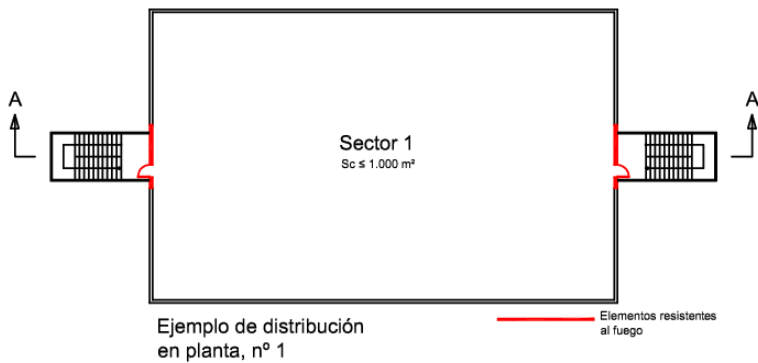 A
A
Sector 1
Sc ≤ 1.000 m²
Ejemplo de distribución
en planta, nº 1
Elementos resistentes
al fuego